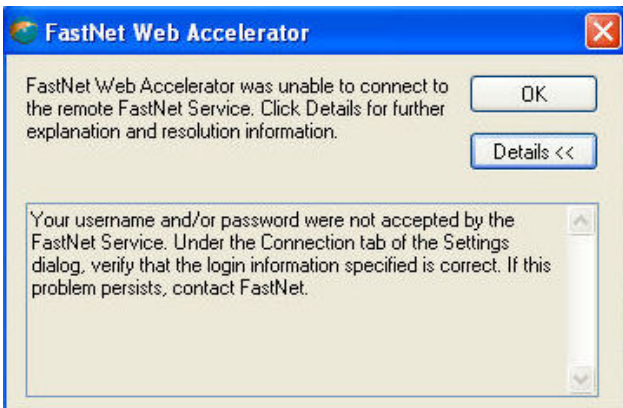 FastNet Web Accelerator
FastNet Web Accelerator was unable to connect to
the remote FastNet Service. Click Details for further
explanation and resolution information.
OK
Details <<
Your username and/or password were not accepted by the
FastNet Service. Under the Connection tab of the Settings
dialog, verify that the login information specified is correct. If this
problem persists, contact FastNet.